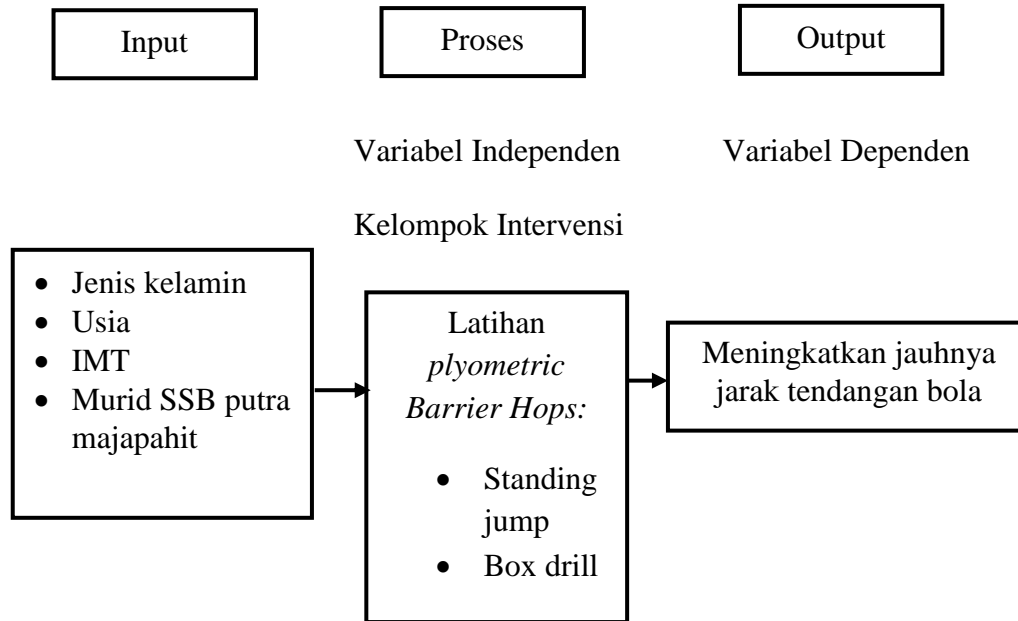 Input
Proses
Output
Variabel Independen
Variabel Dependen
Kelompok Intervensi
• Jenis kelamin
• Usia
• IMT
• Murid SSB putra
majapahit
Latihan
plyometric
Barrier Hops:
• Standing
jump
• Box drill
Meningkatkan jauhnya
jarak tendangan bola